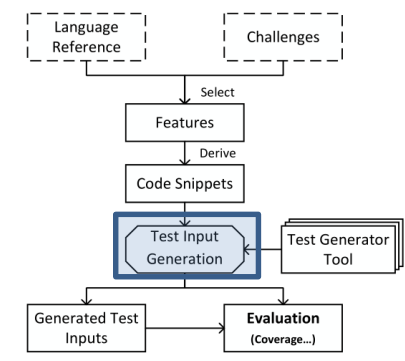 Language
Reference
Challenges
Select
Features
Derive
Code Snippets
Test Input
Generation
Test Generator
Tool
Generated Test
Inputs
Evaluation
(Coverage...)